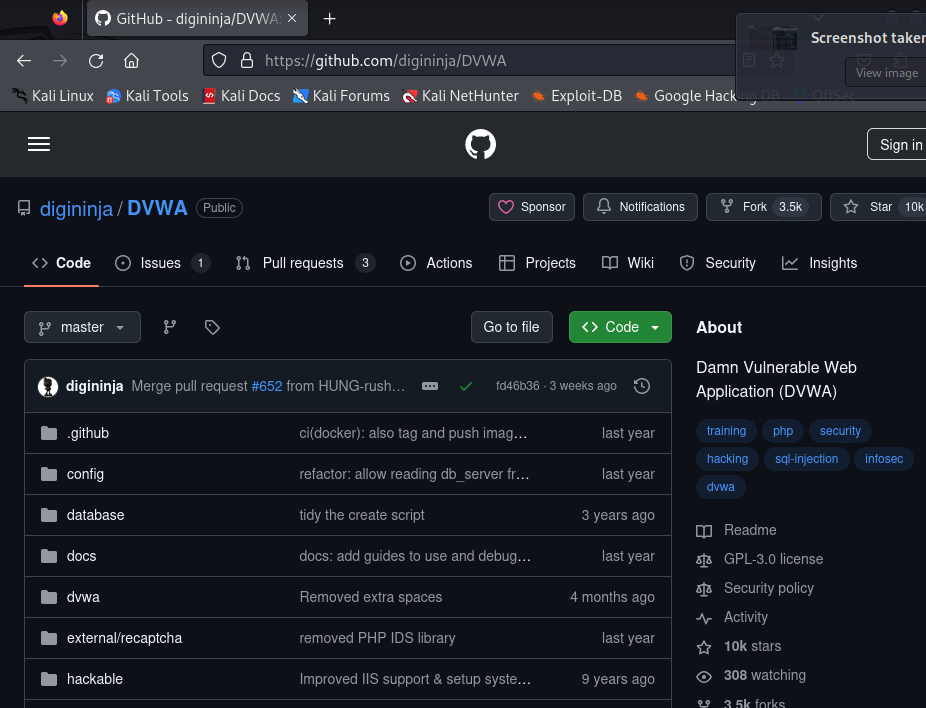 GitHub - digininja/DVWA:
Screenshot taken
View image
https://github.com/digininja/DVWA
Kali Linux Kali Tools Kali Docs Kali Forums Kali NetHunter Exploit-DB Google Hacking DB OffSec
Sign in
digininja / DVWA Public
Sponsor Notifications Fork 3.5k Star 10k
Code Issues 1 Pull requests 3 Actions Projects Wiki Security Insights
master Go to file Code
digininja Merge pull request #652 from HUNG-rush… fd46b36 · 3 weeks ago
.github ci(docker): also tag and push imag… last year
config refactor: allow reading db_server fr… last year
database tidy the create script 3 years ago
docs docs: add guides to use and debug… last year
dvwa Removed extra spaces 4 months ago
external/recaptcha removed PHP IDS library last year
hackable Improved IIS support & setup syste… 9 years ago
About
Damn Vulnerable Web
Application (DVWA)
training php security
hacking sql-injection infosec
dvwa
Readme
GPL-3.0 license
Security policy
Activity
10k stars
308 watching
3.5k forks